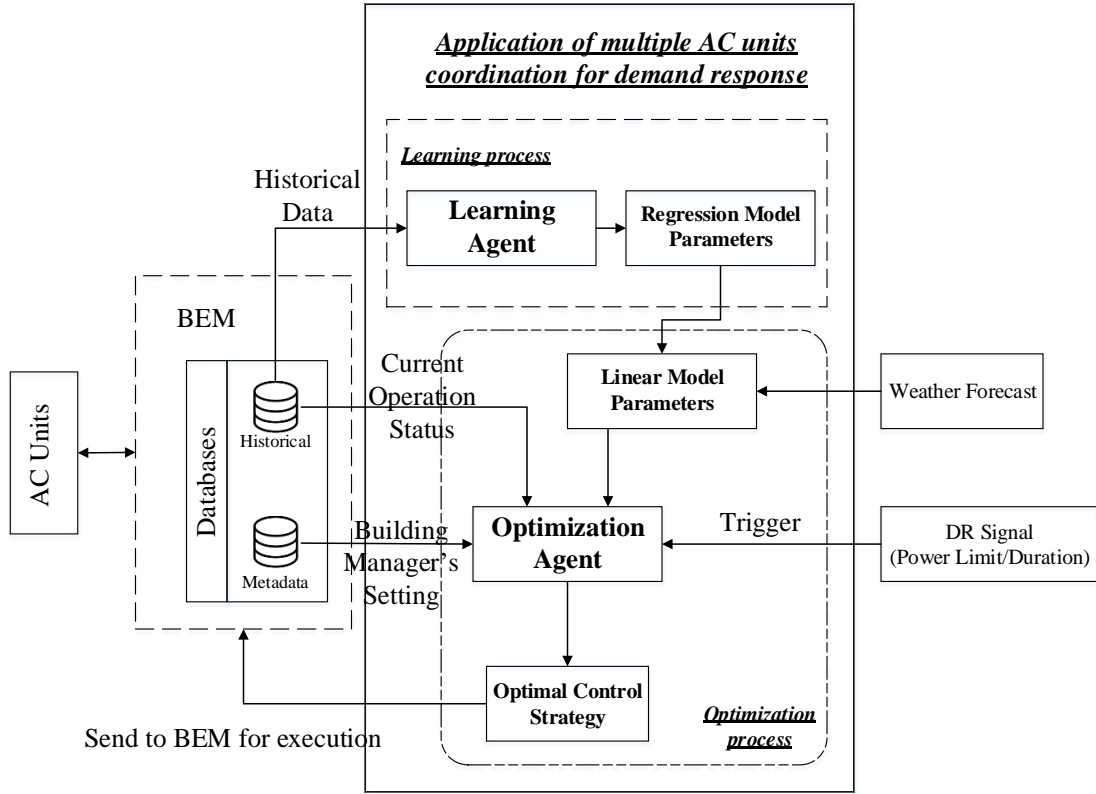 Application of multiple AC units
coordination for demand response
Learning process
Historical
Data
Learning
Agent
Regression Model
Parameters
BEM
Current
Operation
Status
Linear Model
Parameters
Weather Forecast
AC Units
Databases
Historical
Metadata
Building
Manager's
Setting
Optimization
Agent
Trigger
DR Signal
(Power Limit/Duration)
Optimal Control
Strategy
Optimization
process
Send to BEM for execution